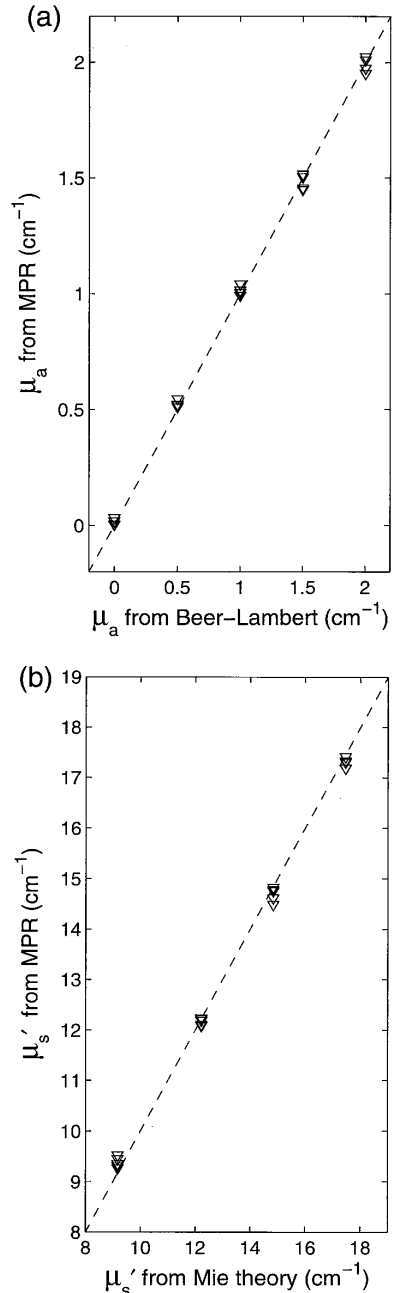 (a)
2
1.5
1
0.5
0
μa from MPR (cm−1)
0 0.5 1 1.5 2
μa from Beer−Lambert (cm−1)
(b)
19
18
17
16
15
14
13
12
11
10
9
8
μs′ from MPR (cm−1)
8 10 12 14 16 18
μs′ from Mie theory (cm−1)